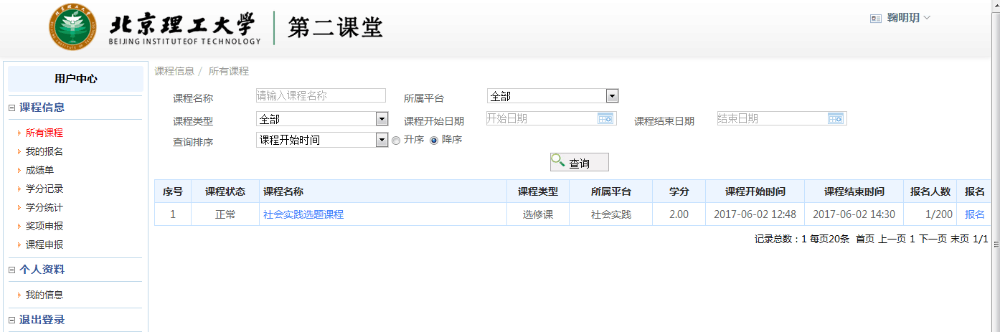 北京理工大学
BEIJING INSTITUTEOF TECHNOLOGY
第二课堂
鞠明玥
用户中心
课程信息
所有课程
我的报名
成绩单
学分记录
学分统计
奖项申报
课程申报
个人资料
我的信息
退出登录
课程信息 / 所有课程
课程名称 请输入课程名称 所属平台 全部
课程类型 全部 课程开始日期 开始日期 课程结束日期 结束日期
查询排序 课程开始时间 升序 降序
查询
序号 课程状态 课程名称 课程类型 所属平台 学分 课程开始时间 课程结束时间 报名人数 报名
1 正常 社会实践选题课程 选修课 社会实践 2.00 2017-06-02 12:48 2017-06-02 14:30 1/200 报名
记录总数：1 每页20条 首页 上一页 1 下一页 末页 1/1